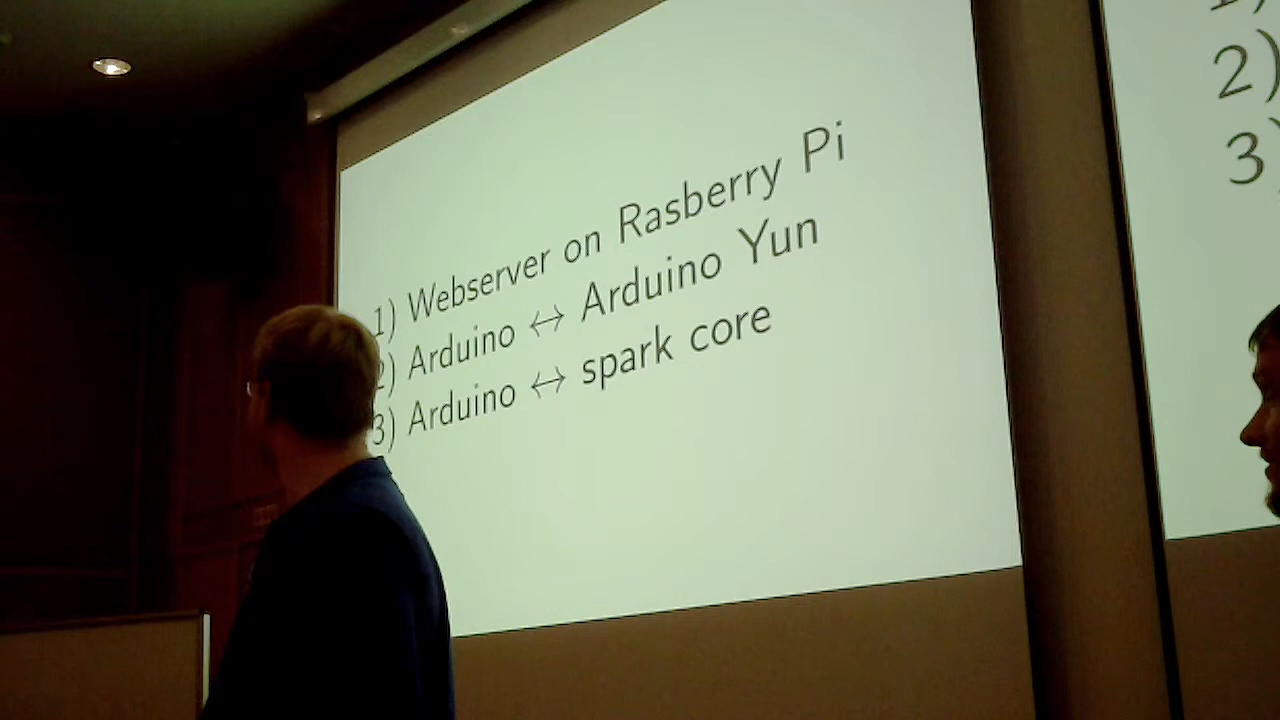 1) Webserver on Rasberry Pi
2) Arduino ↔ Arduino Yun
3) Arduino ↔ spark core
2)
3)